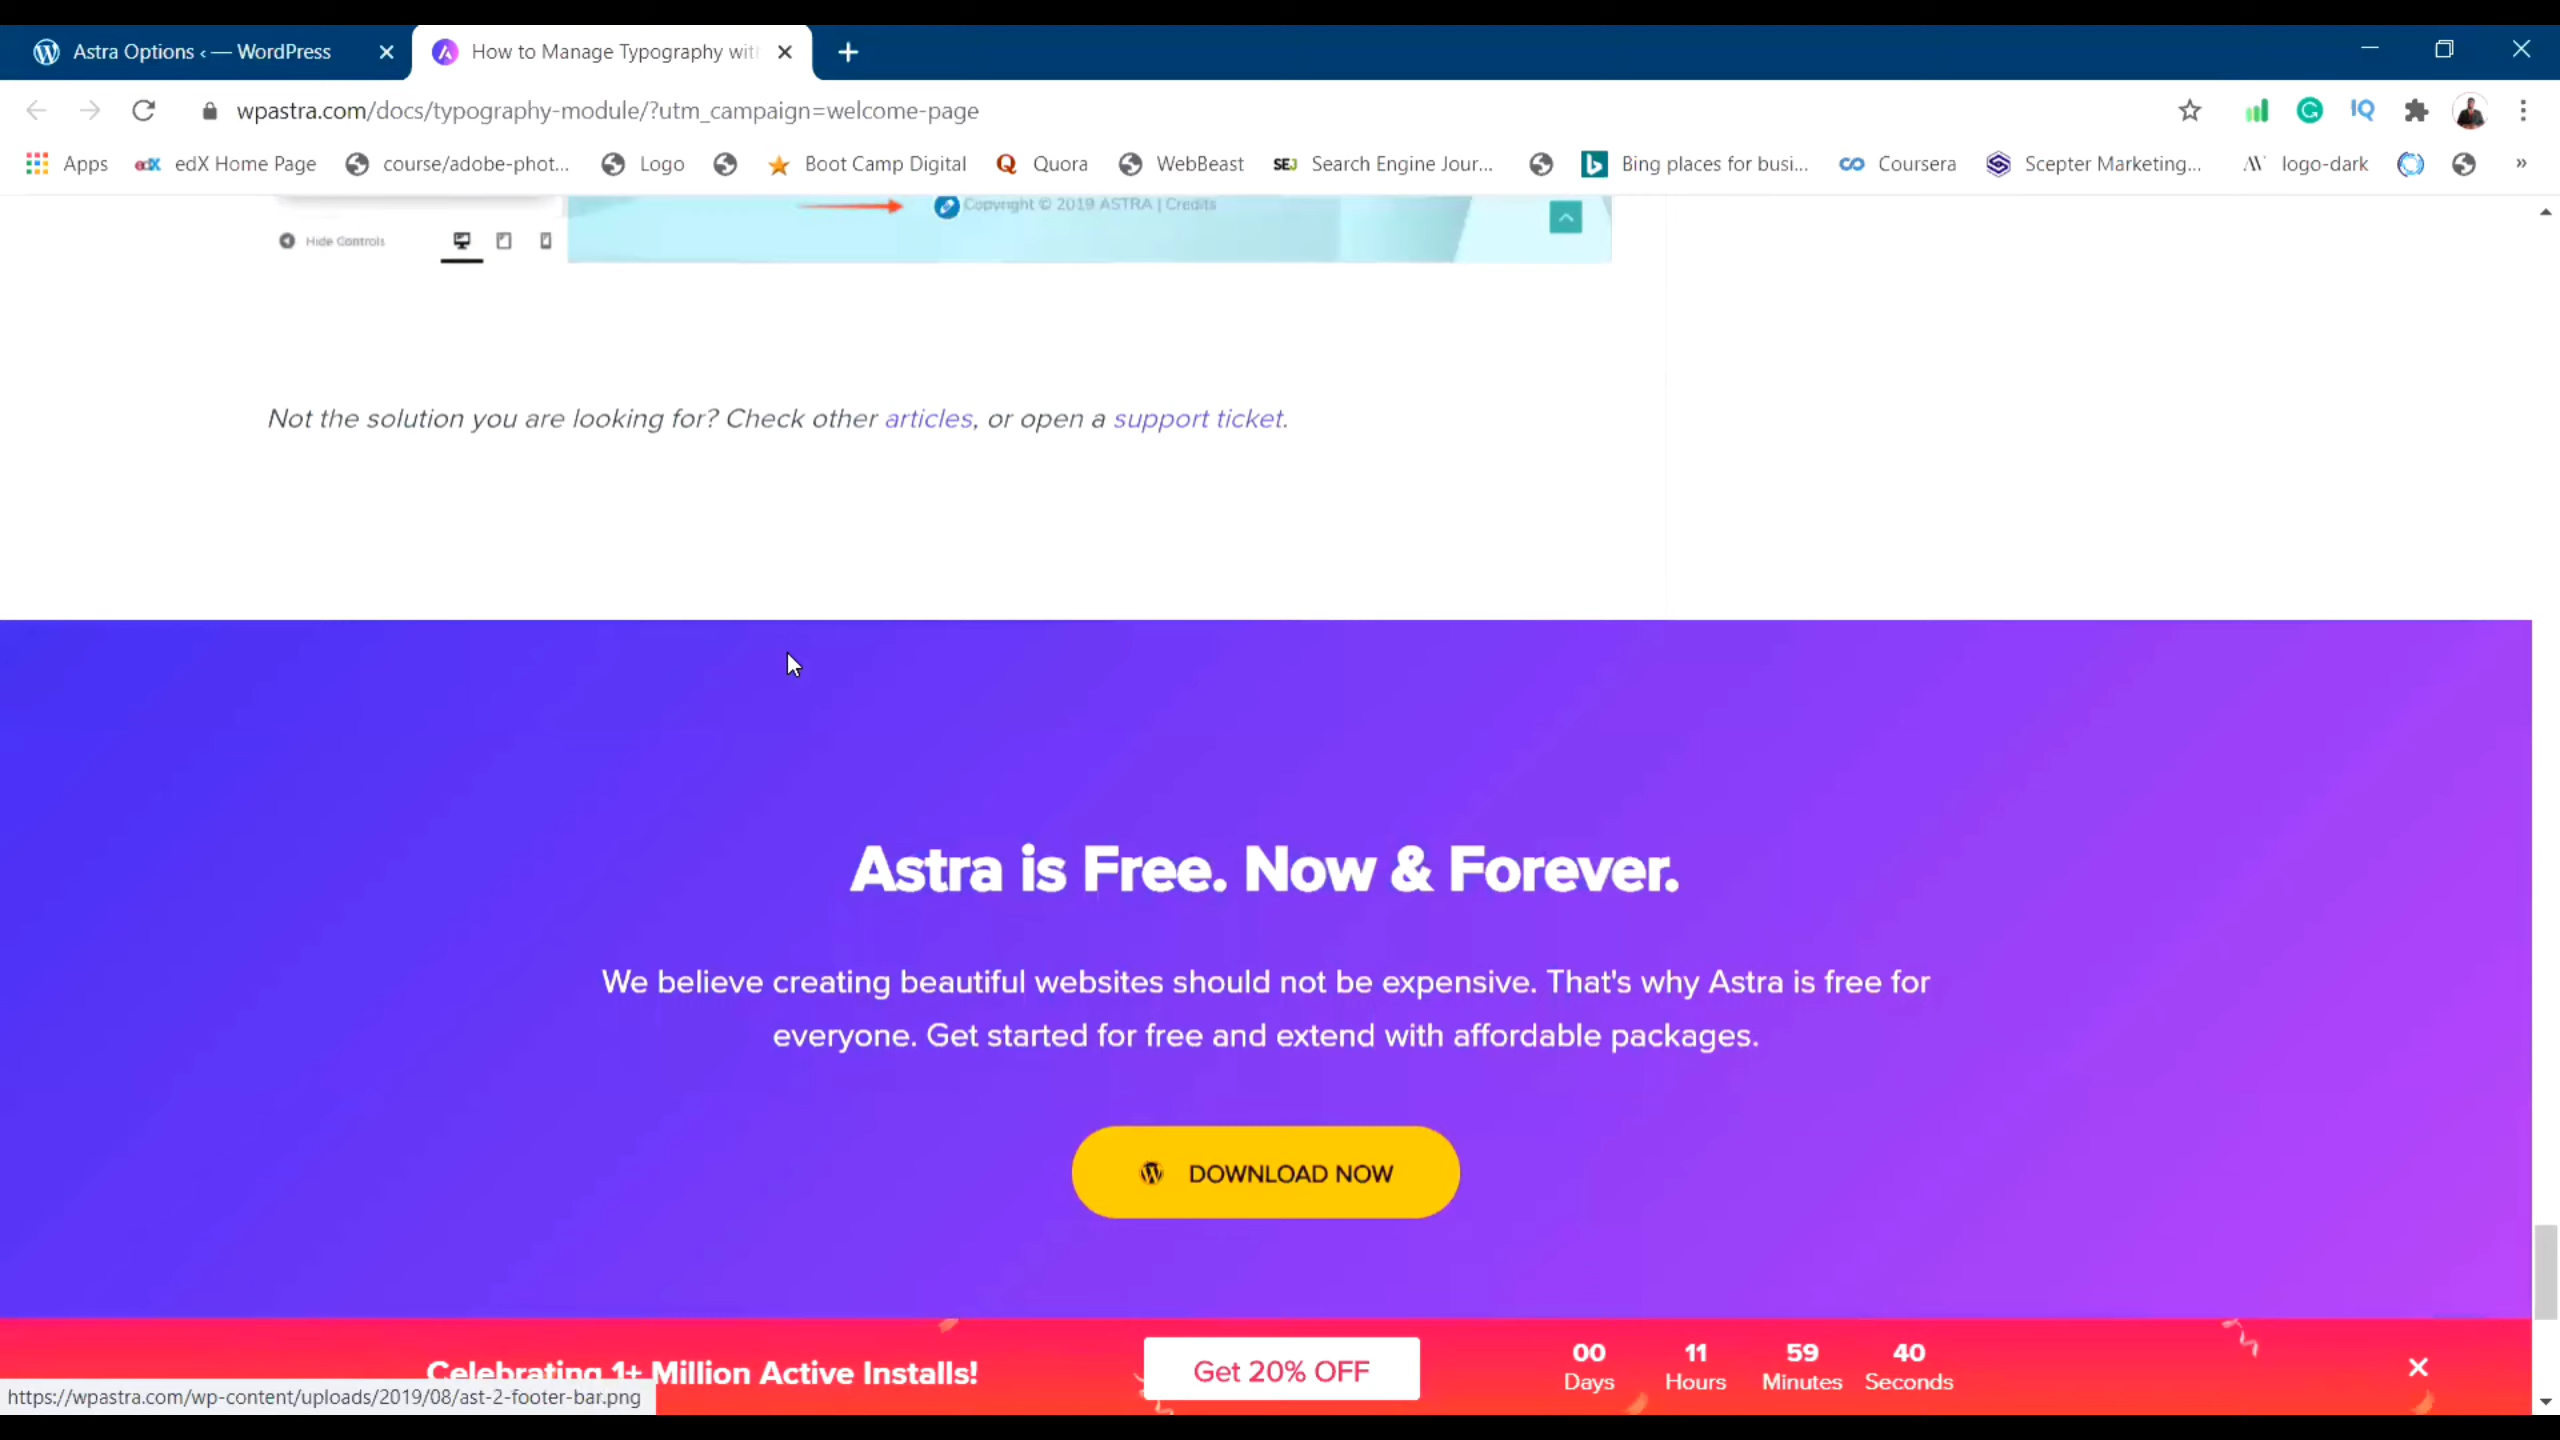 Astra Options ‹ — WordPress
How to Manage Typography wit
wpastra.com/docs/typography-module/?utm_campaign=welcome-page
IQ
Apps
edX edX Home Page
course/adobe-phot...
Logo
Boot Camp Digital
Quora
WebBeast
SEJ Search Engine Jour...
Bing places for busi...
Coursera
Scepter Marketing...
logo-dark
»
Copyright © 2019 ASTRA | Credits
Hide Controls
Not the solution you are looking for? Check other articles, or open a support ticket.
Astra is Free. Now & Forever.
We believe creating beautiful websites should not be expensive. That's why Astra is free for
everyone. Get started for free and extend with affordable packages.
DOWNLOAD NOW
Celebrating 1+ Million Active Installs!
Get 20% OFF
00 11 59 40
Days Hours Minutes Seconds
https://wpastra.com/wp-content/uploads/2019/08/ast-2-footer-bar.png